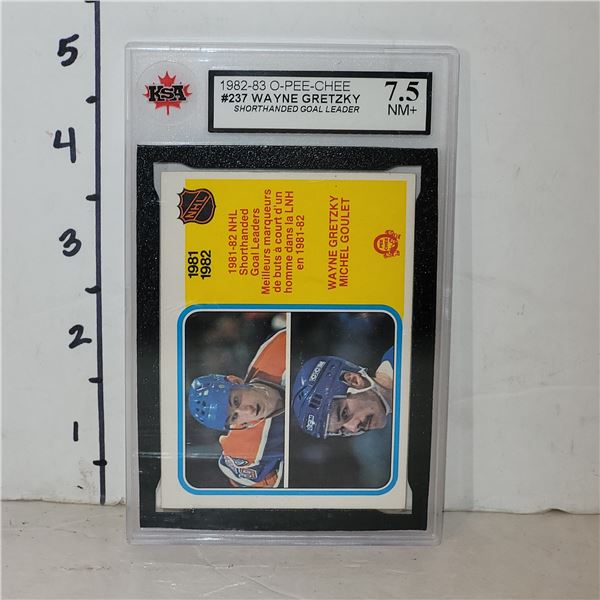 5
4
3
2
1
KSA
1982-83 O-PEE-CHEE
#237 WAYNE GRETZKY
SHORTHANDED GOAL LEADER
7.5
NM+
NHL
1981
1982
1981-82 NHL
Shorthanded
Goal Leaders
Meilleurs marqueurs
de buts à court d'un
homme dans la LNH
en 1981-82
WAYNE GRETZKY
MICHEL GOULET
CCM